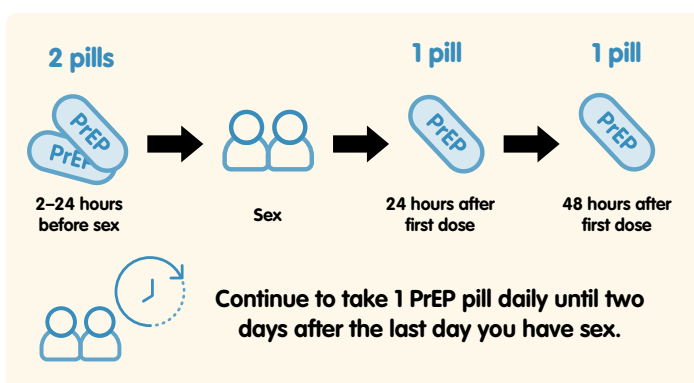 2 pills
1 pill
1 pill
PrEP
PrEP
PrEP
PrEP
2–24 hours
before sex
Sex
24 hours after
first dose
48 hours after
first dose
Continue to take 1 PrEP pill daily until two
days after the last day you have sex.